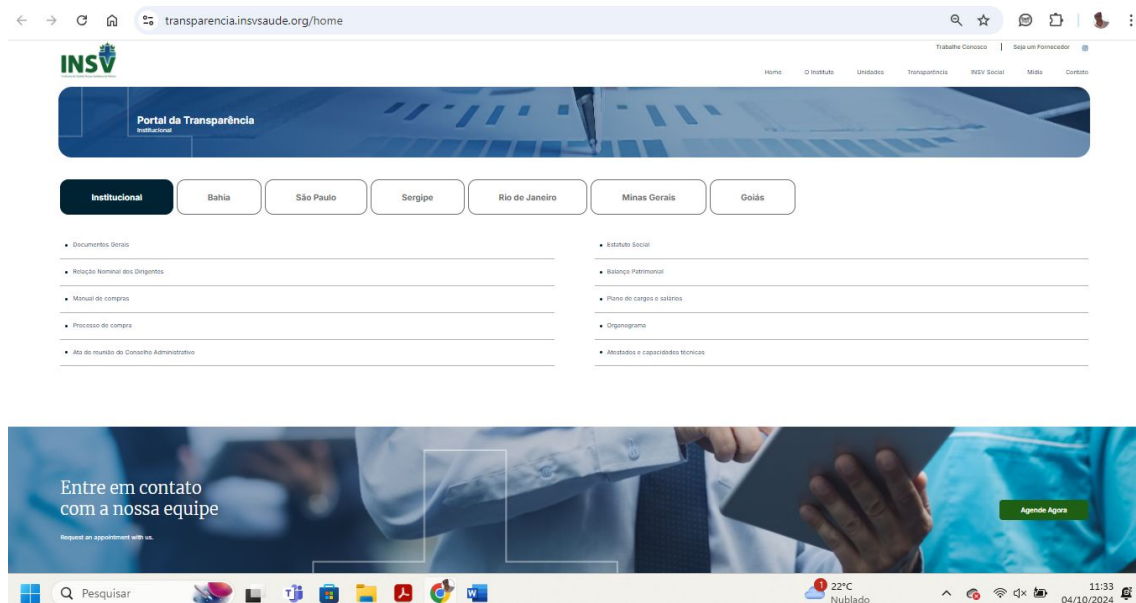 transparencia.insvsaude.org/home
Trabalhe Conosco | Seja um Fornecedor
INSV
Home O Instituto Unidades Transparência INSV Social Mídia Contato
Portal da Transparência
Institucional
Institucional Bahia São Paulo Sergipe Rio de Janeiro Minas Gerais Goiás
Documentos Gerais
Relação Nominal dos Dirigentes
Manual de compras
Processo de compra
Ata de reunião do Conselho Administrativo
Estatuto Social
Balanço Patrimonial
Plano de cargos e salários
Organograma
Atestados e capacidades técnicas
Entre em contato
com a nossa equipe
Request an appointment with us.
Agende Agora
Pesquisar
1
22°C
Nublado
11:33
04/10/2024